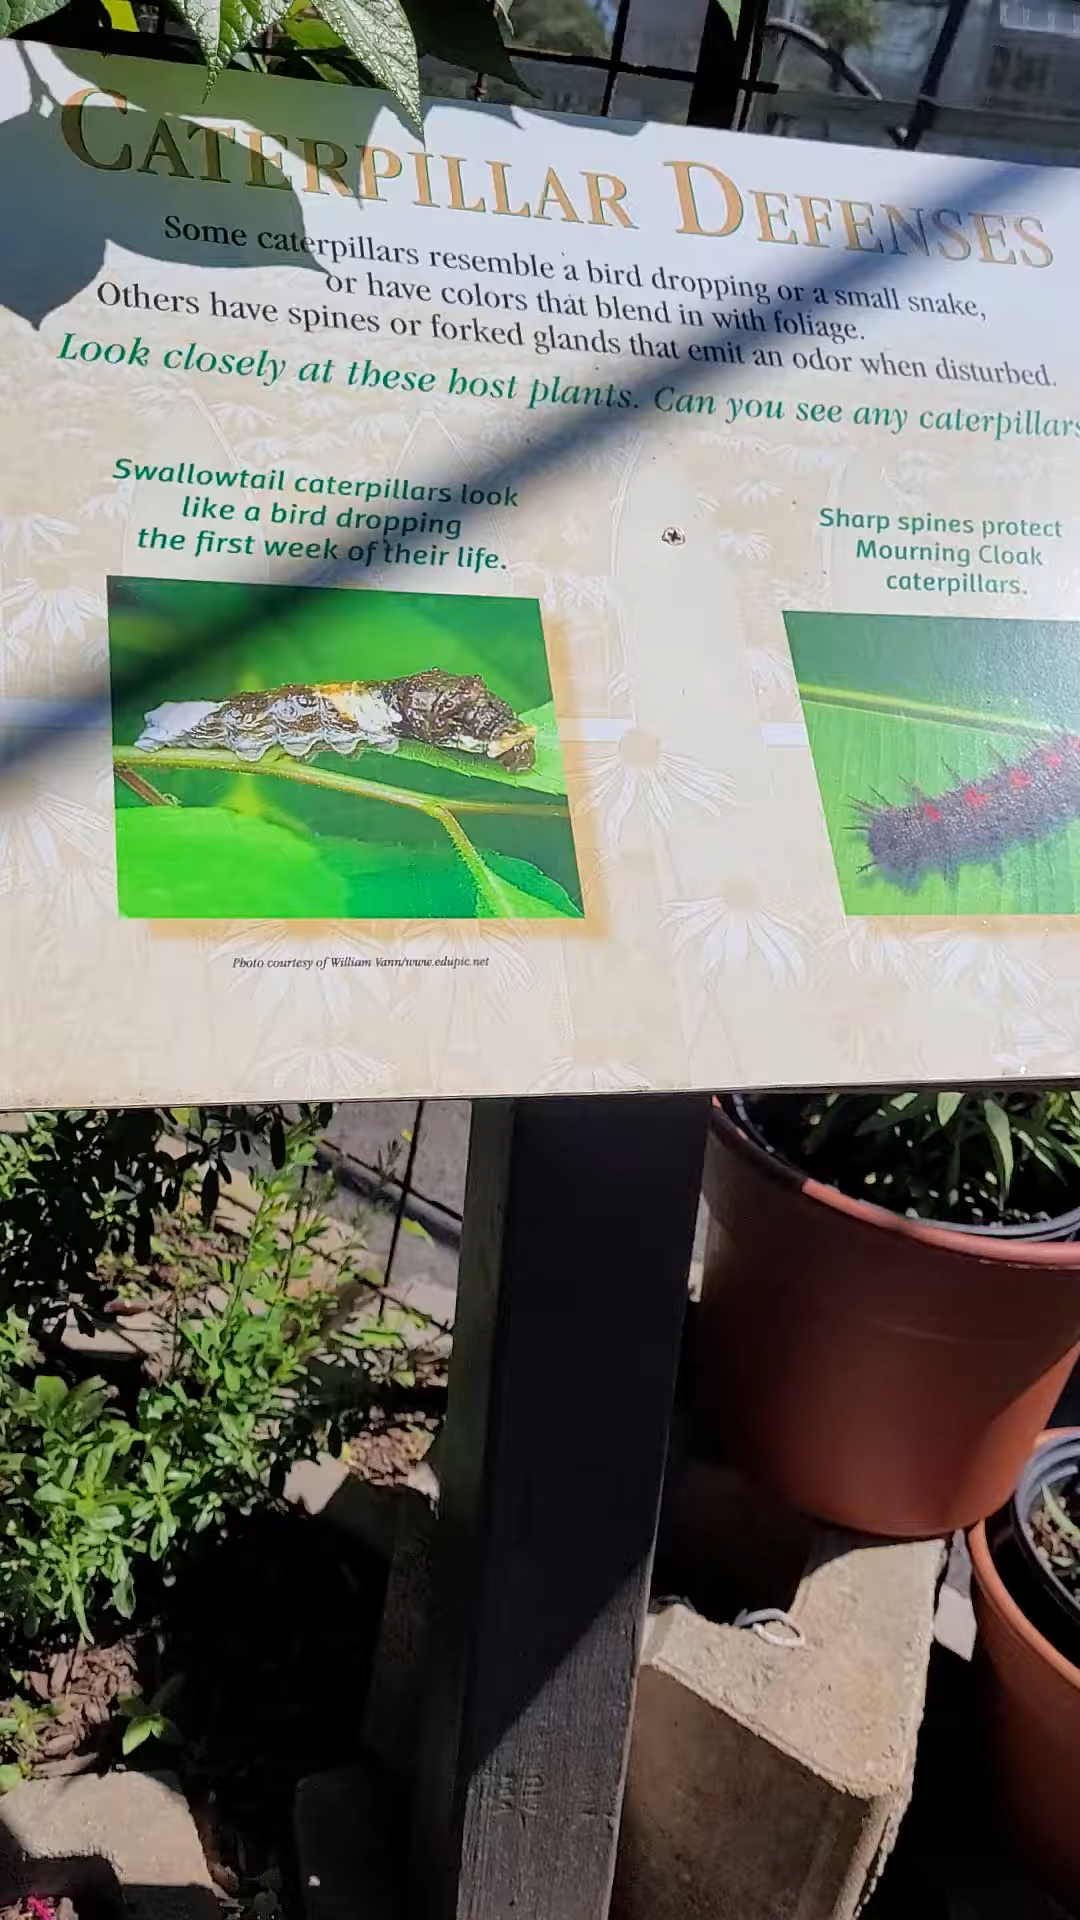 CATERPILLAR DEFENSES
Some caterpillars resemble a bird dropping or a small snake,
or have colors that blend in with foliage.
Others have spines or forked glands that emit an odor when disturbed.
Look closely at these host plants. Can you see any caterpillars
Swallowtail caterpillars look
like a bird dropping
the first week of their life.
Sharp spines protect
Mourning Cloak
caterpillars.
Photo courtesy of William Vann/www.edupic.net